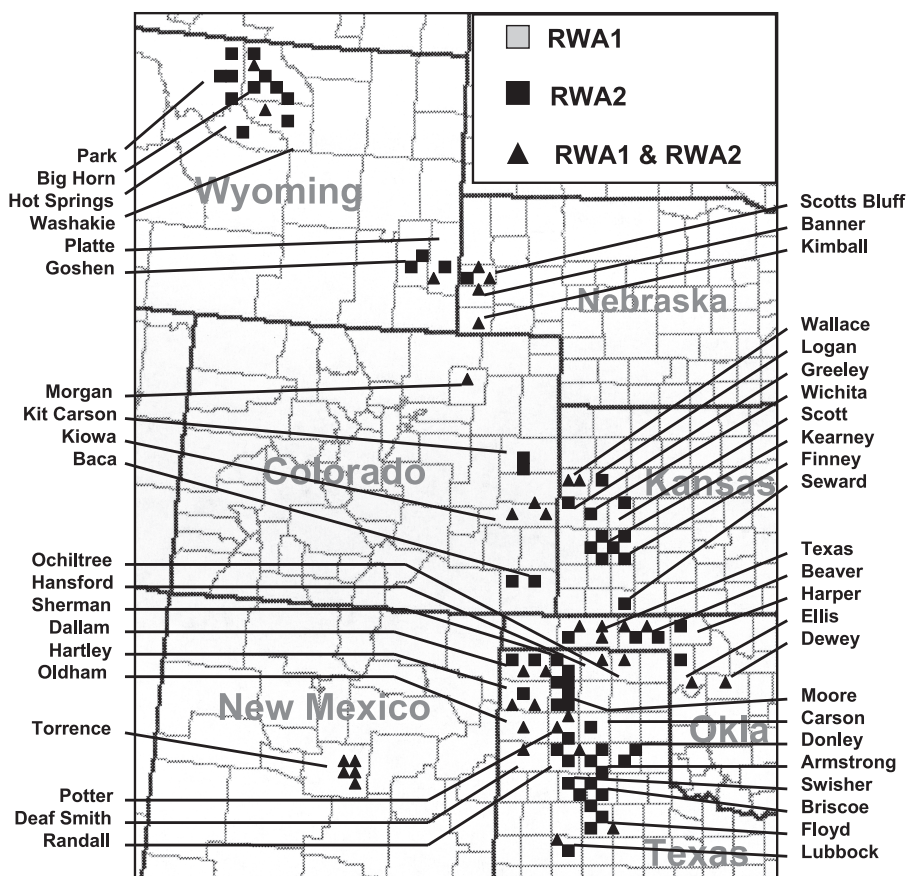 RWA1
RWA2
RWA1 & RWA2
Park
Big Horn
Hot Springs
Washakie
Platte
Goshen
Wyoming
Scotts Bluff
Banner
Kimball
Nebraska
Morgan
Kit Carson
Kiowa
Baca
Colorado
Wallace
Logan
Greeley
Wichita
Scott
Kearney
Finney
Seward
Kansas
Ochiltree
Hansford
Sherman
Dallam
Hartley
Oldham
Torrence
Potter
Deaf Smith
Randall
New Mexico
Texas
Beaver
Harper
Ellis
Dewey
Okla
Moore
Carson
Donley
Armstrong
Swisher
Briscoe
Floyd
Lubbock
Texas